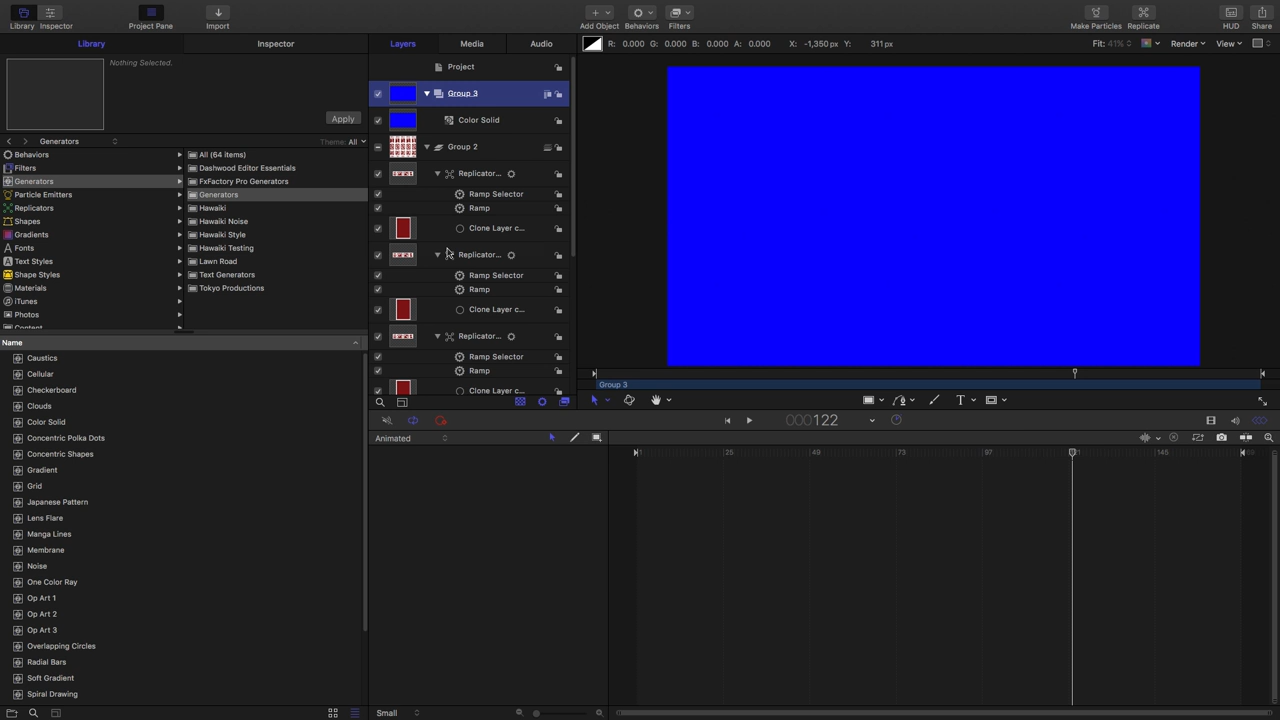 Library
Inspector
Project Pane
Import
Add Object
Behaviors
Filters
Make Particles
Replicate
HUD
Share
Library
Inspector
Layers
Media
Audio
R: 0.000 G: 0.000 B: 0.000 A: 0.000 X: -1,350 px Y: 311 px
Fit: 41%
Render
View
Nothing Selected.
Apply
Generators
Theme: All
Behaviors
Filters
Generators
Particle Emitters
Replicators
Shapes
Gradients
Fonts
Text Styles
Shape Styles
Materials
iTunes
Photos
Content
All (64 items)
Dashwood Editor Essentials
FxFactory Pro Generators
Generators
Hawaiki
Hawaiki Noise
Hawaiki Style
Hawaiki Testing
Lawn Road
Text Generators
Tokyo Productions
Name
Caustics
Cellular
Checkerboard
Clouds
Color Solid
Concentric Polka Dots
Concentric Shapes
Gradient
Grid
Japanese Pattern
Lens Flare
Manga Lines
Membrane
Noise
One Color Ray
Op Art 1
Op Art 2
Op Art 3
Overlapping Circles
Radial Bars
Soft Gradient
Spiral Drawing
Project
Group 3
Color Solid
Group 2
Replicator...
Ramp Selector
Ramp
Clone Layer c...
Replicator...
Ramp Selector
Ramp
Clone Layer c...
Replicator...
Ramp Selector
Ramp
Clone Layer c...
Group 3
T
000122
Animated
1 25 49 73 97 145
Small